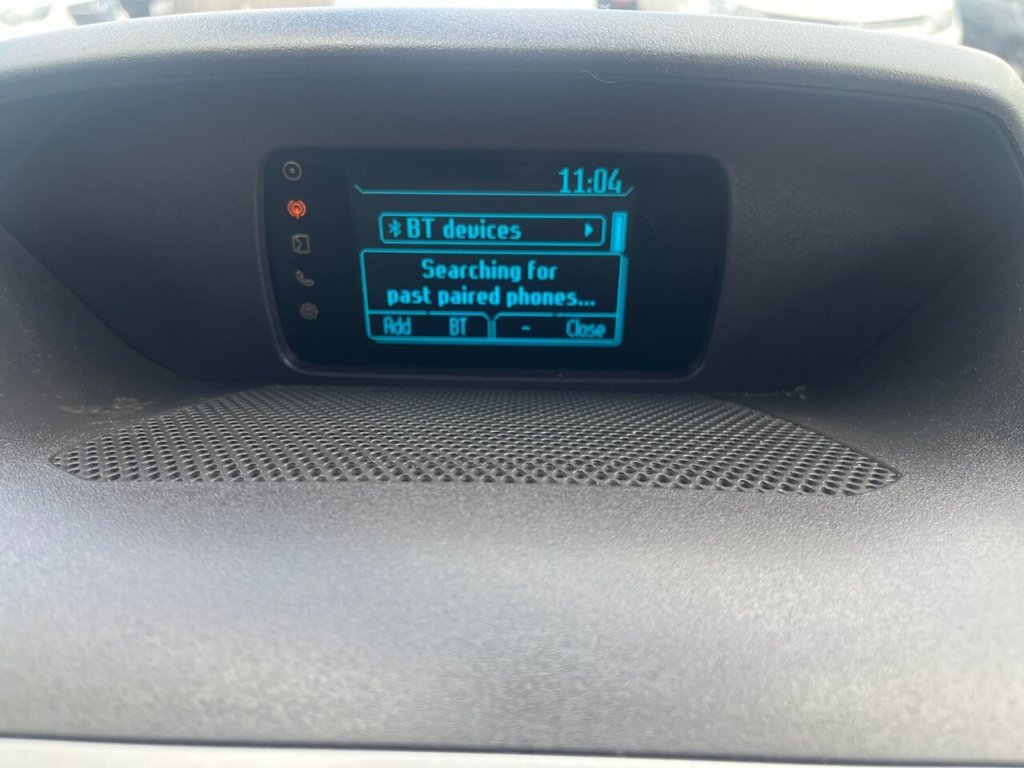 11:04
BT devices
Searching for
past paired phones...
Add BT - Close